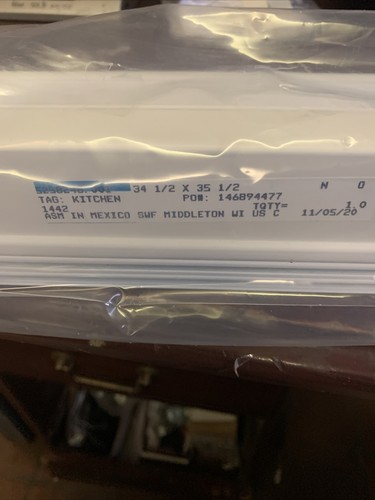 34 1/2 X 35 1/2 N O
TAG: KITCHEN PO#: 146894477
1442 TQTY= 1.0
ASM IN MEXICO SWF MIDDLETON WI US C 11/05/20